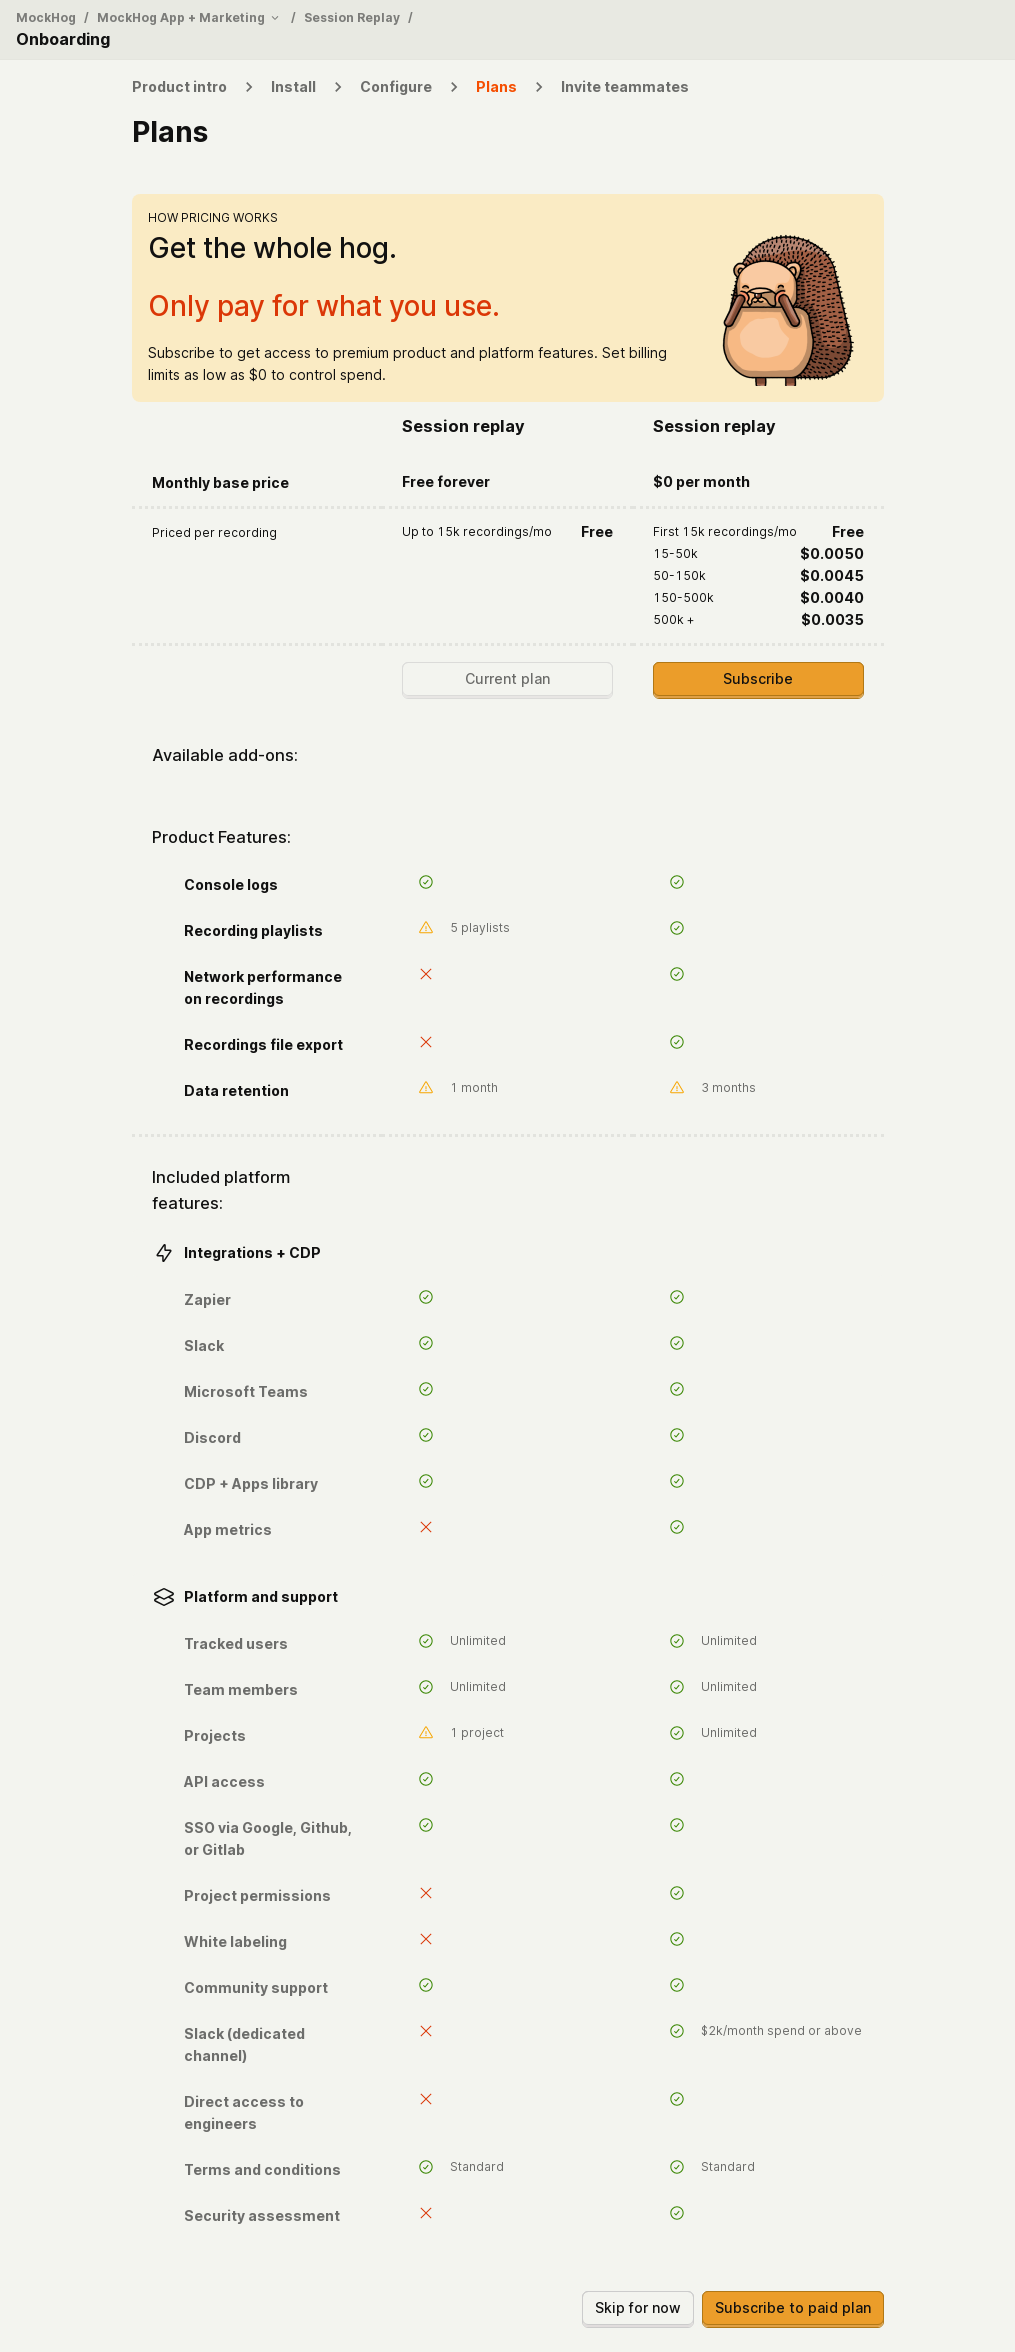 MockHog / MockHog App + Marketing / Session Replay /
Onboarding
Product intro > Install > Configure > Plans > Invite teammates
Plans
HOW PRICING WORKS
Get the whole hog.
Only pay for what you use.
Subscribe to get access to premium product and platform features. Set billing
limits as low as $0 to control spend.
Session replay Session replay
Monthly base price Free forever $0 per month
Priced per recording Up to 15k recordings/mo Free First 15k recordings/mo Free
15-50k $0.0050
50-150k $0.0045
150-500k $0.0040
500k + $0.0035
Current plan Subscribe
Available add-ons:
Product Features:
Console logs
Recording playlists 5 playlists
Network performance
on recordings
Recordings file export
Data retention 1 month 3 months
Included platform
features:
Integrations + CDP
Zapier
Slack
Microsoft Teams
Discord
CDP + Apps library
App metrics
Platform and support
Tracked users Unlimited Unlimited
Team members Unlimited Unlimited
Projects 1 project Unlimited
API access
SSO via Google, Github,
or Gitlab
Project permissions
White labeling
Community support
Slack (dedicated $2k/month spend or above
channel)
Direct access to
engineers
Terms and conditions Standard Standard
Security assessment
Skip for now Subscribe to paid plan